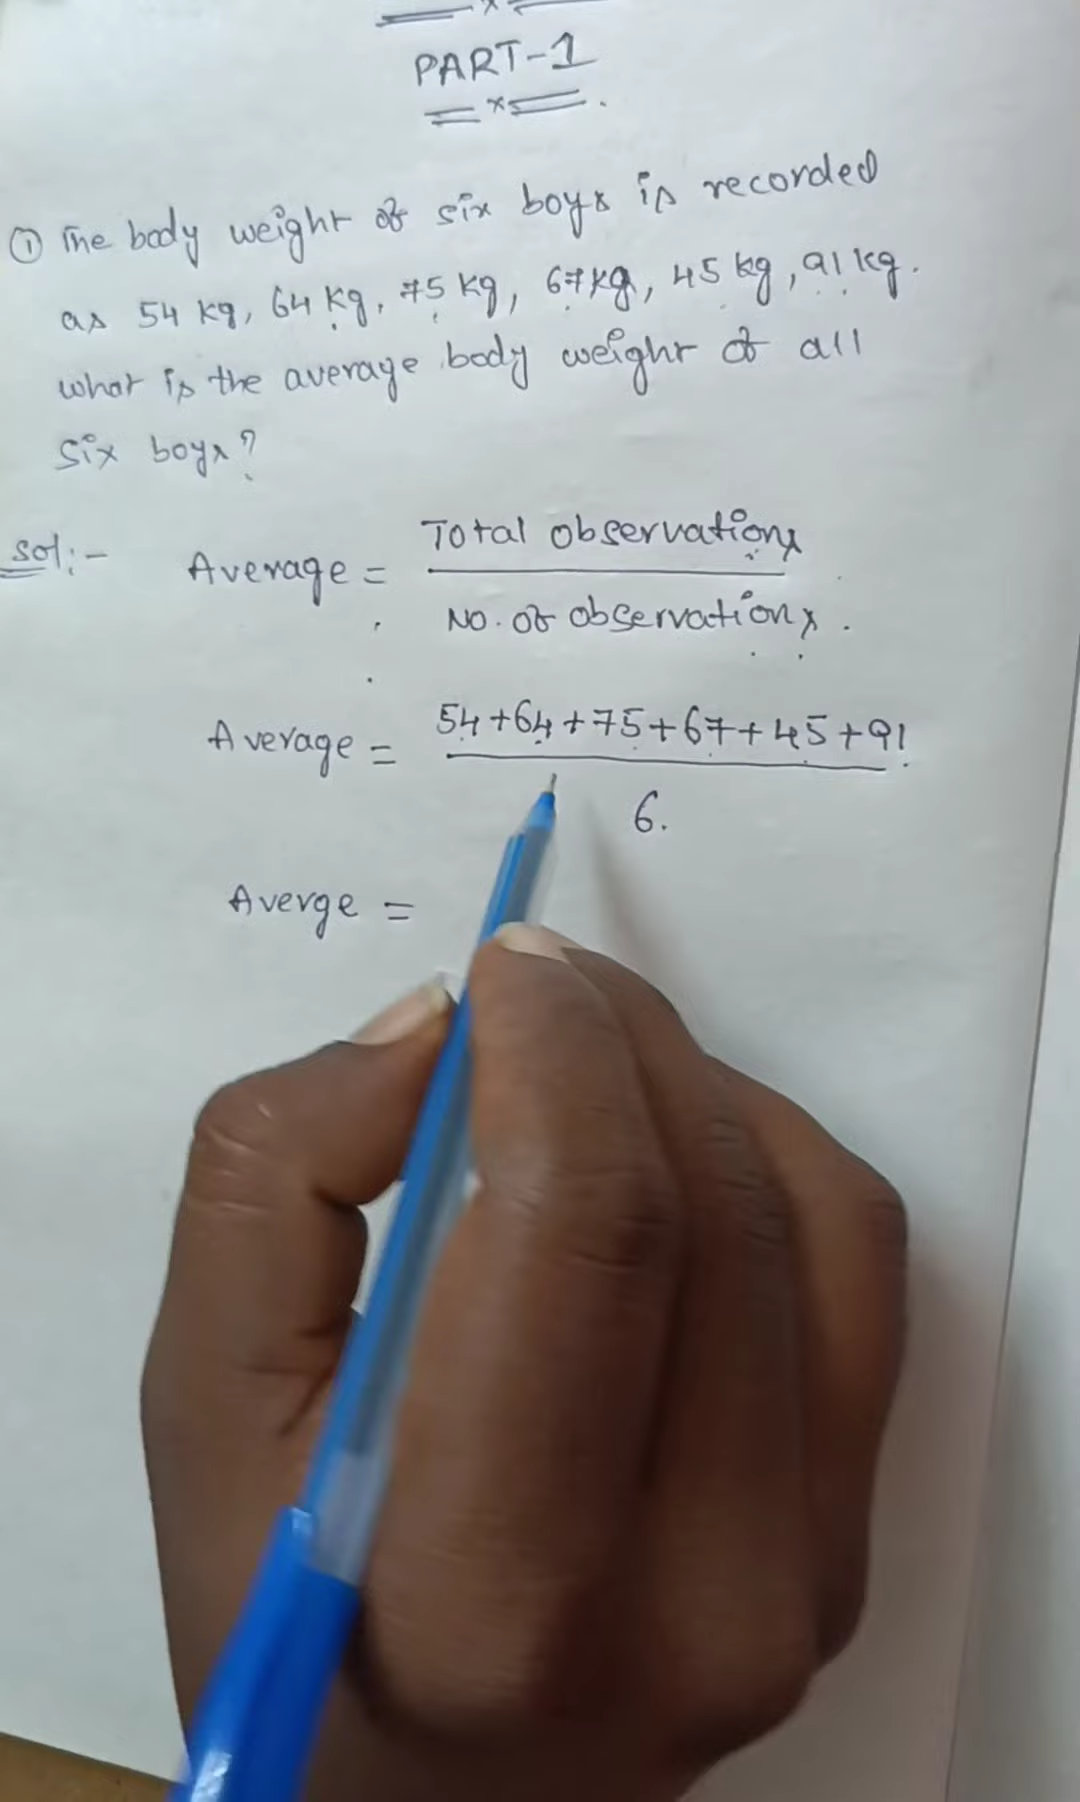 PART-1
① The body weight of six boys is recorded
as 54 kg, 64 kg, 75 kg, 67 kg, 45 kg, 91 kg.
what is the average body weight of all
six boys?
Sol:- Average = Total observations
No. of observations.
Average = 54+64+75+67+45+91
6.
Averge =